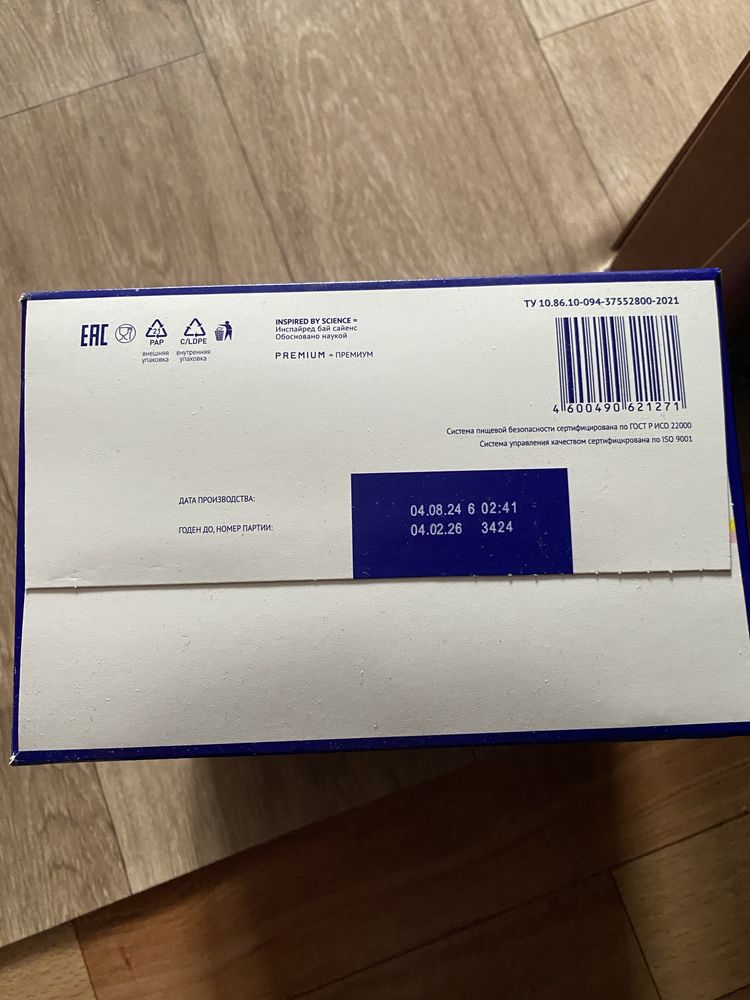 ТУ 10.86.10-094-37552800-2021
EAC
21
PAP
внешняя
упаковка
C/LDPE
внутренняя
упаковка
INSPIRED BY SCIENCE =
Инспайред бай сайенс
Обосновано наукой
PREMIUM = ПРЕМИУМ
4 600490 621271
Система пищевой безопасности сертифицирована по ГОСТ Р ИСО 22000
Система управления качеством сертифицирована по ISO 9001
ДАТА ПРОИЗВОДСТВА:
04.08.24 6 02:41
ГОДЕН ДО, НОМЕР ПАРТИИ:
04.02.26 3424